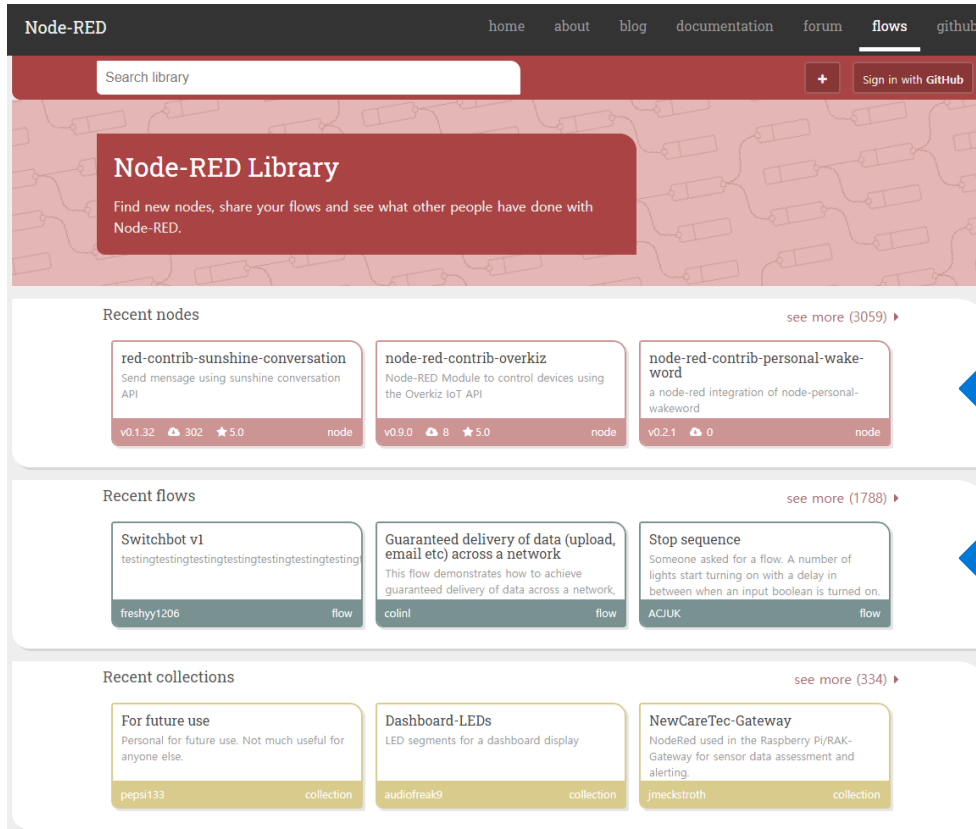 Node-RED
home about blog documentation forum flows github
Search library
+ Sign in with GitHub
Node-RED Library
Find new nodes, share your flows and see what other people have done with
Node-RED.
Recent nodes
see more (3059)
red-contrib-sunshine-conversation
Send message using sunshine conversation
API
v0.1.32 302 5.0 node
node-red-contrib-overkiz
Node-RED Module to control devices using
the Overkiz IoT API
v0.9.0 8 5.0 node
node-red-contrib-personal-wake-
word
a node-red integration of node-personal-
wakeword
v0.2.1 0 node
Recent flows
see more (1788)
Switchbot v1
testingtestingtestingtestingtestingtestingtestingt
freshyy1206 flow
Guaranteed delivery of data (upload,
email etc) across a network
This flow demonstrates how to achieve
guaranteed delivery of data across a network,
colinl flow
Stop sequence
Someone asked for a flow. A number of
lights start turning on with a delay in
between when an input boolean is turned on.
ACJUK flow
Recent collections
see more (334)
For future use
Personal for future use. Not much useful for
anyone else.
pepsi133 collection
Dashboard-LEDs
LED segments for a dashboard display
audiofreak9 collection
NewCareTec-Gateway
NodeRed used in the Raspberry Pi/RAK-
Gateway for sensor data assessment and
alerting.
jmeckstroth collection